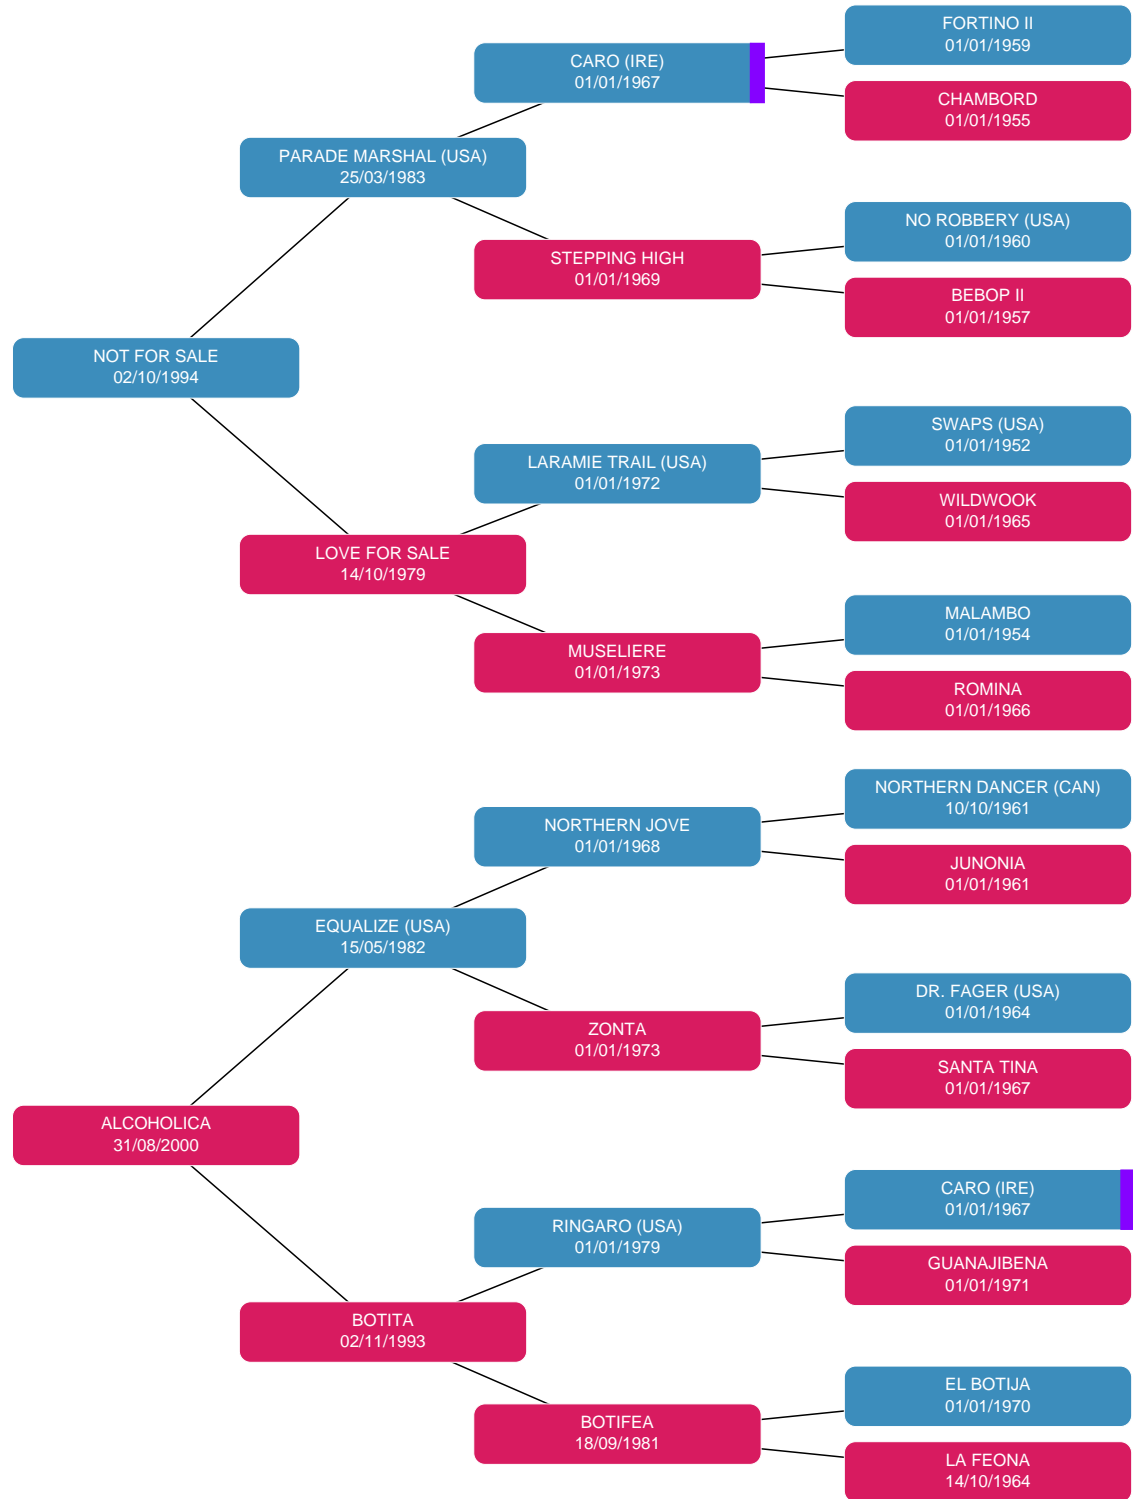 FORTINO II
01/01/1959
CARO (IRE)
01/01/1967
CHAMBORD
01/01/1955
PARADE MARSHAL (USA)
25/03/1983
NO ROBBERY (USA)
01/01/1960
STEPPING HIGH
01/01/1969
BEBOP II
01/01/1957
NOT FOR SALE
02/10/1994
SWAPS (USA)
01/01/1952
LARAMIE TRAIL (USA)
01/01/1972
WILDWOOK
01/01/1965
LOVE FOR SALE
14/10/1979
MALAMBO
01/01/1954
MUSELIERE
01/01/1973
ROMINA
01/01/1966
NORTHERN DANCER (CAN)
10/10/1961
NORTHERN JOVE
01/01/1968
JUNONIA
01/01/1961
EQUALIZE (USA)
15/05/1982
DR. FAGER (USA)
01/01/1964
ZONTA
01/01/1973
SANTA TINA
01/01/1967
ALCOHOLICA
31/08/2000
CARO (IRE)
01/01/1967
RINGARO (USA)
01/01/1979
GUANAJIBENA
01/01/1971
BOTITA
02/11/1993
EL BOTIJA
01/01/1970
BOTIFEA
18/09/1981
LA FEONA
14/10/1964